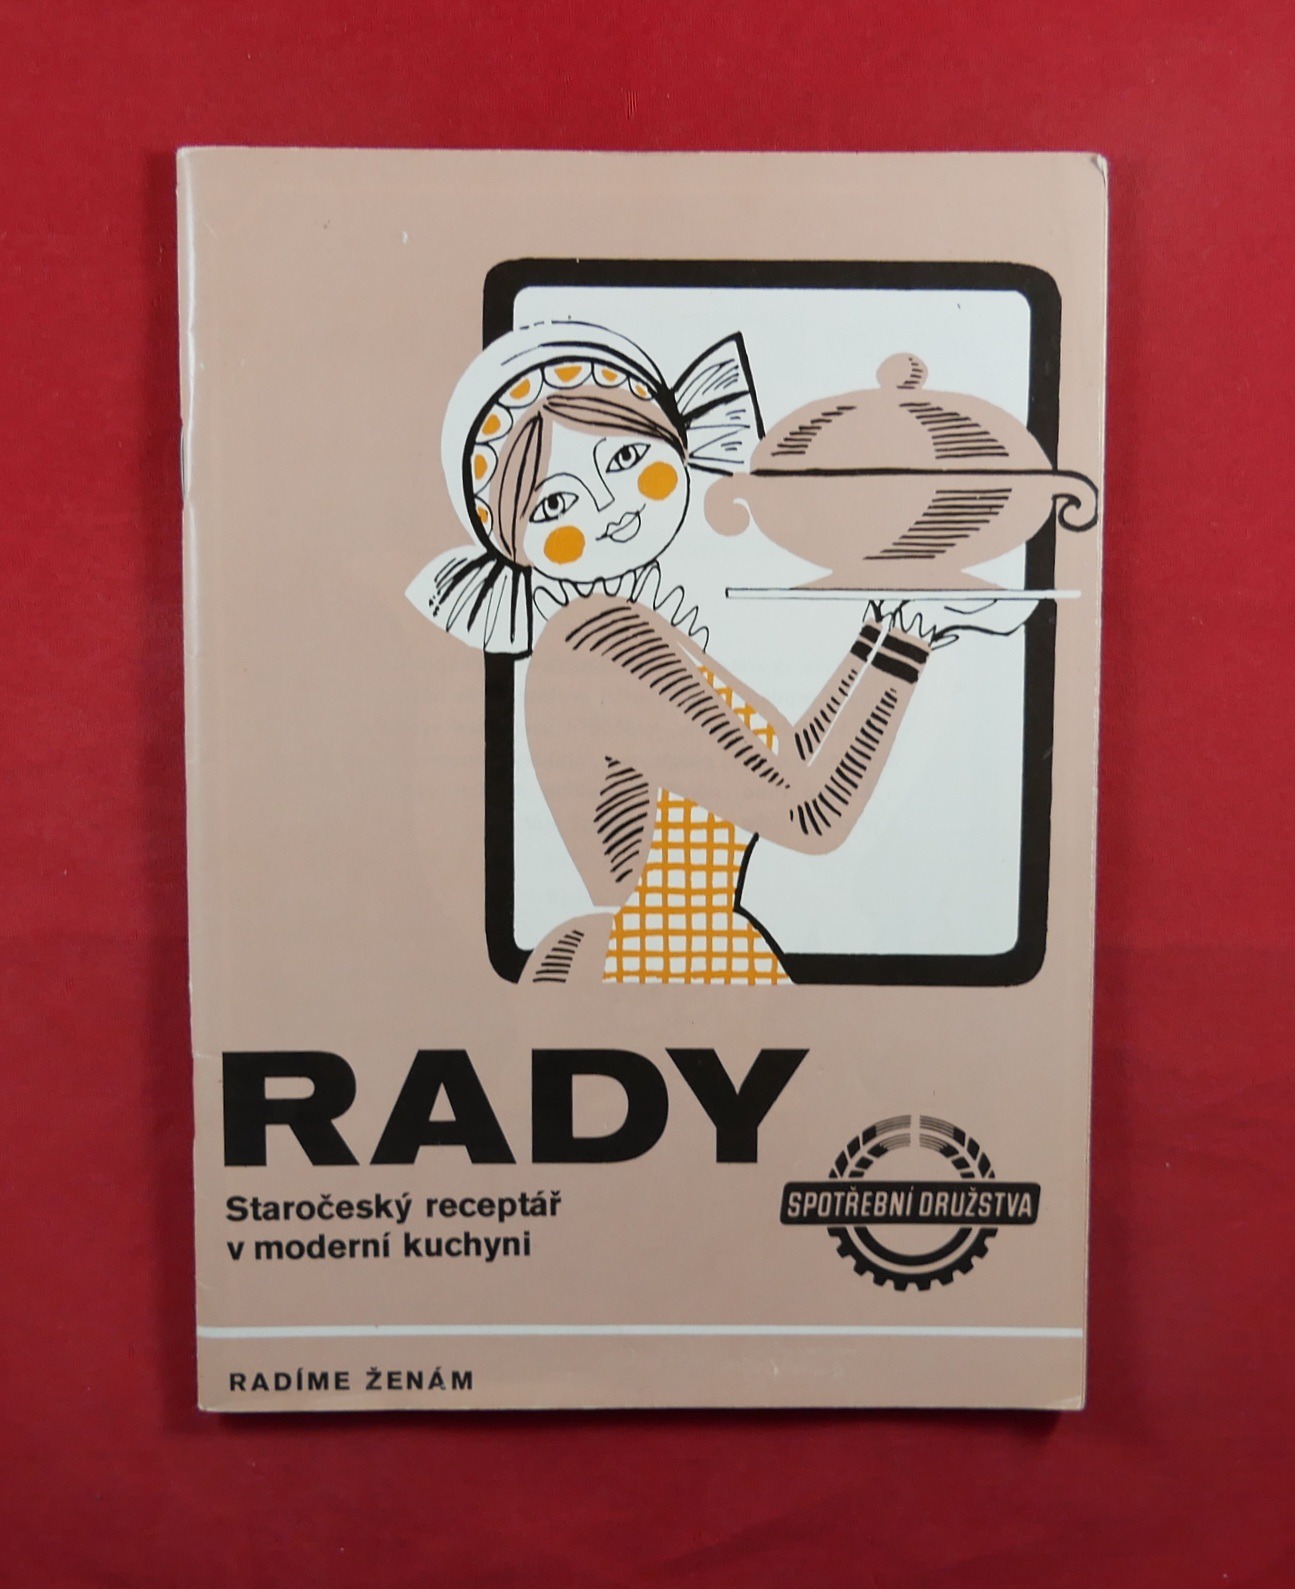 RADY
Staročeský receptář
v moderní kuchyni
SPOTŘEBNÍ DRUŽSTVA
RADÍME ŽENÁM